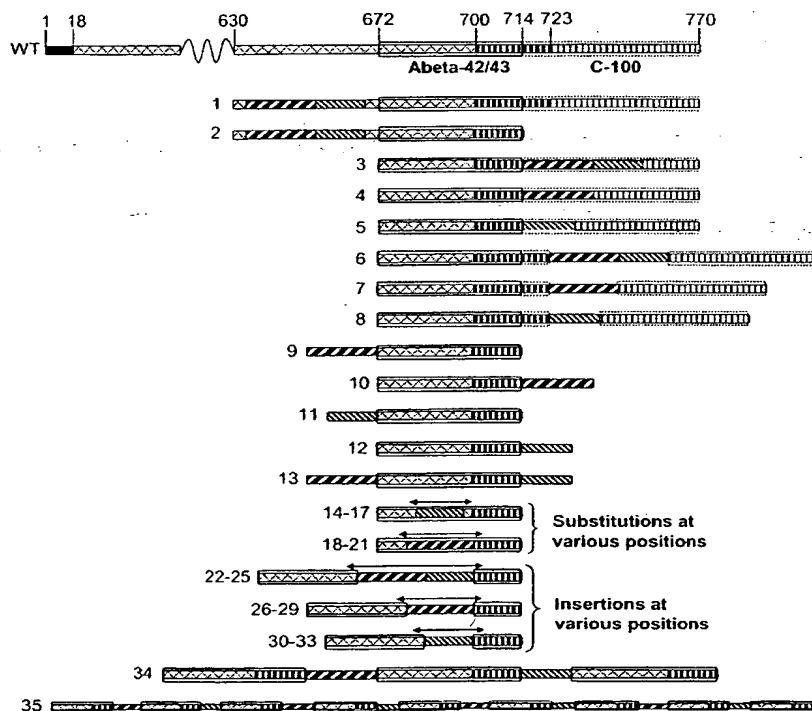 1 18 630 672 700 714 723 770
WT
Abeta-42/43 C-100
1
2
3
4
5
6
7
8
9
10
11
12
13
14-17
Substitutions at
18-21
various positions
22-25
26-29
Insertions at
various positions
30-33
34
35